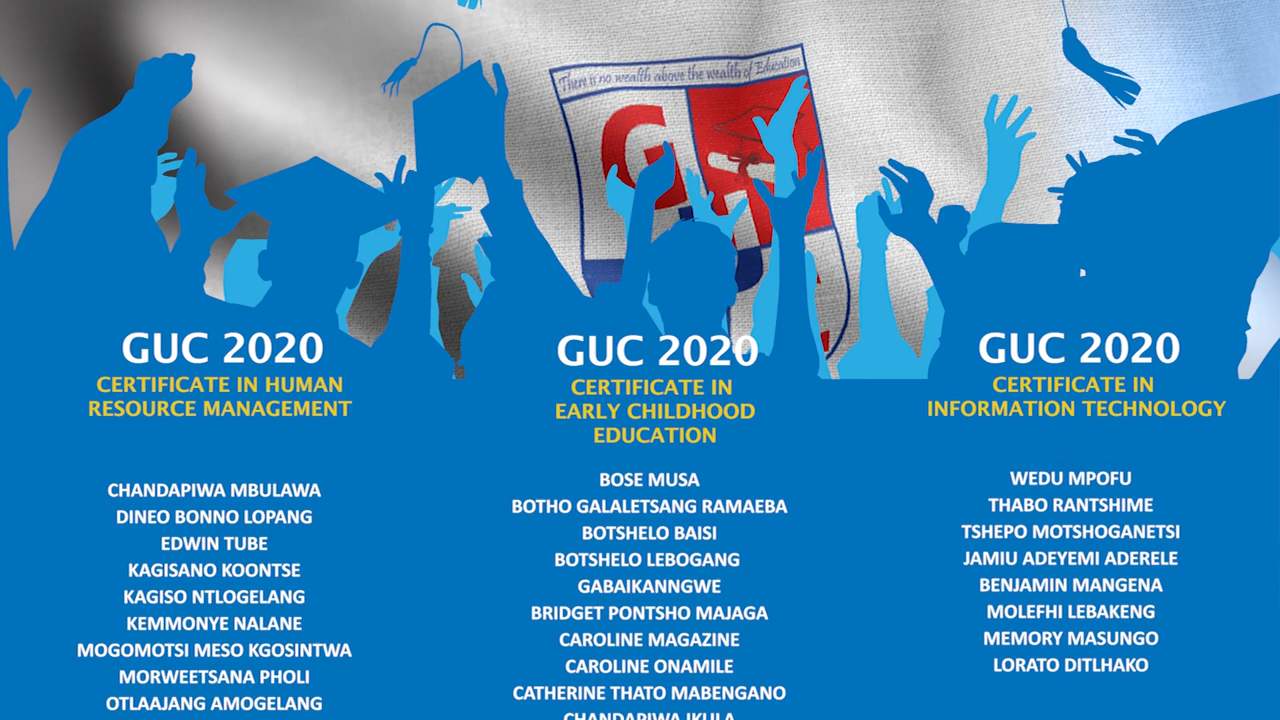 There is no wealth above the wealth of Education
G
GUC 2020
CERTIFICATE IN HUMAN
RESOURCE MANAGEMENT
CHANDAPIWA MBULAWA
DINEO BONNO LOPANG
EDWIN TUBE
KAGISANO KOONTSE
KAGISO NTLOGELANG
KEMMONYE NALANE
MOGOMOTSI MESO KGOSINTWA
MORWEETSANA PHOLI
OTLAAJANG AMOGELANG
GUC 2020
CERTIFICATE IN
EARLY CHILDHOOD
EDUCATION
BOSE MUSA
BOTHO GALALETSANG RAMAEBA
BOTSHELO BAISI
BOTSHELO LEBOGANG
GABAIKANNGWE
BRIDGET PONTSHO MAJAGA
CAROLINE MAGAZINE
CAROLINE ONAMILE
CATHERINE THATO MABENGANO
CHANDAPIWA IKULA
GUC 2020
CERTIFICATE IN
INFORMATION TECHNOLOGY
WEDU MPOFU
THABO RANTSHIME
TSHEPO MOTSHOGANETSI
JAMIU ADEYEMI ADERELE
BENJAMIN MANGENA
MOLEFHI LEBAKENG
MEMORY MASUNGO
LORATO DITLHAKO